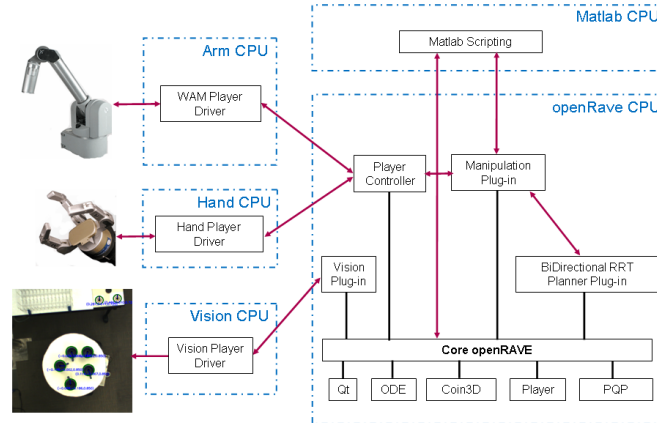 Matlab CPU
Matlab Scripting
Arm CPU
WAM Player
Driver
openRave CPU
Player
Controller
Manipulation
Plug-in
Hand CPU
Hand Player
Driver
Vision
Plug-in
BiDirectional RRT
Planner Plug-in
Vision CPU
Vision Player
Driver
Core openRAVE
Qt
ODE
Coin3D
Player
PQP